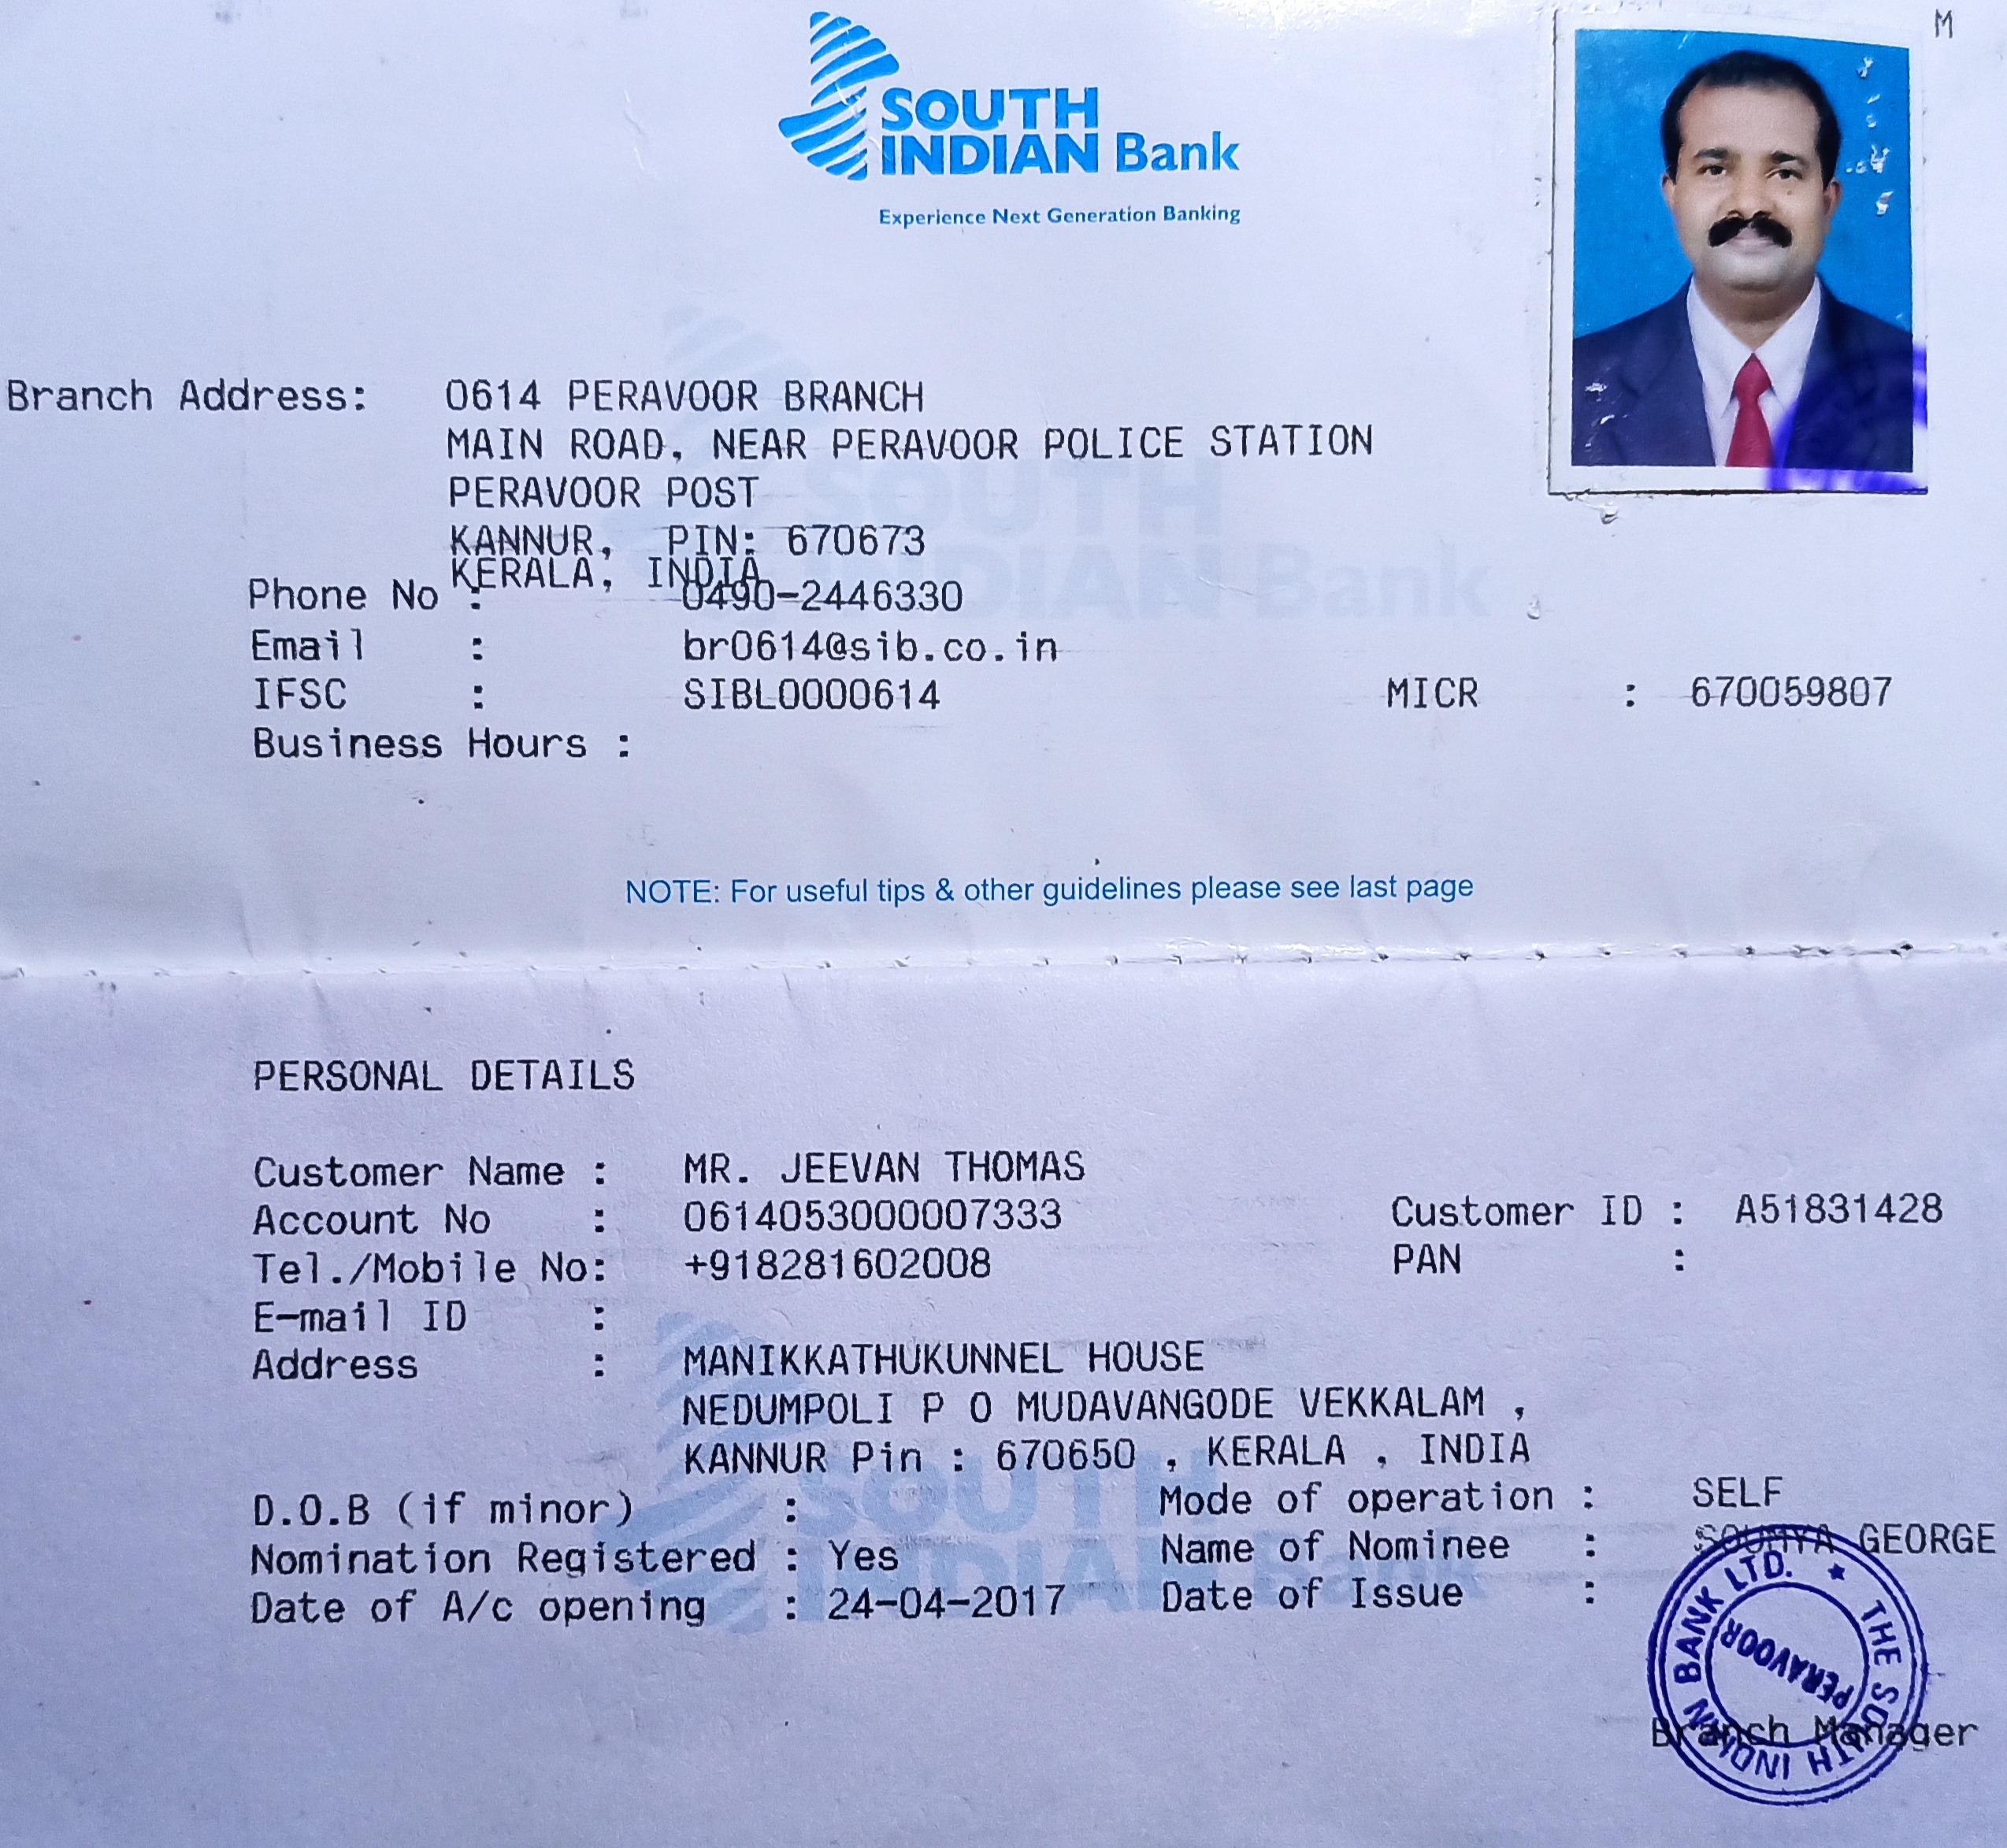 M
SOUTH
INDIAN Bank
Experience Next Generation Banking
Branch Address: 0614 PERAVOOR BRANCH
MAIN ROAD, NEAR PERAVOOR POLICE STATION
PERAVOOR POST
KANNUR, PIN: 670673
KERALA, INDIA
Phone No : 0490-2446330
Email : br0614@sib.co.in
IFSC : SIBL0000614 MICR : 670059807
Business Hours :
NOTE: For useful tips & other guidelines please see last page
PERSONAL DETAILS
Customer Name : MR. JEEVAN THOMAS
Account No : 0614053000007333 Customer ID : A51831428
Tel./Mobile No: +918281602008 PAN :
E-mail ID :
Address : MANIKKATHUKUNNEL HOUSE
NEDUMPOLI P O MUDAVANGODE VEKKALAM ,
KANNUR Pin : 670650 , KERALA , INDIA
D.O.B (if minor) : Mode of operation : SELF
Nomination Registered : Yes Name of Nominee : SOUMYA GEORGE
Date of A/c opening : 24-04-2017 Date of Issue :
THE SOUTH INDIAN BANK LTD. ★
PERAVOOR
Branch Manager